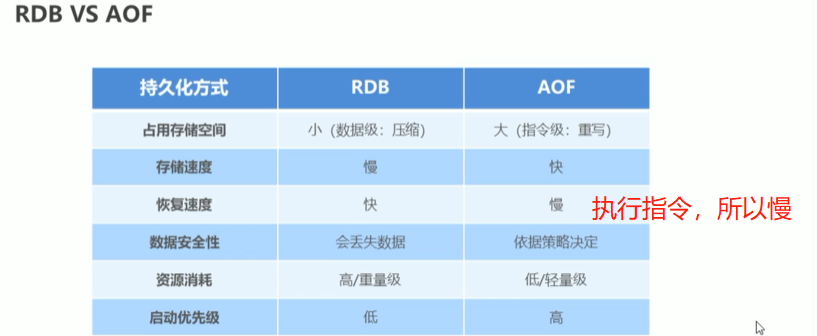 RDB VS AOF
持久化方式 RDB AOF
占用存储空间 小（数据级：压缩） 大（指令级：重写）
存储速度 慢 快
恢复速度 快 慢 执行指令，所以慢
数据安全性 会丢失数据 依据策略决定
资源消耗 高/重量级 低/轻量级
启动优先级 低 高